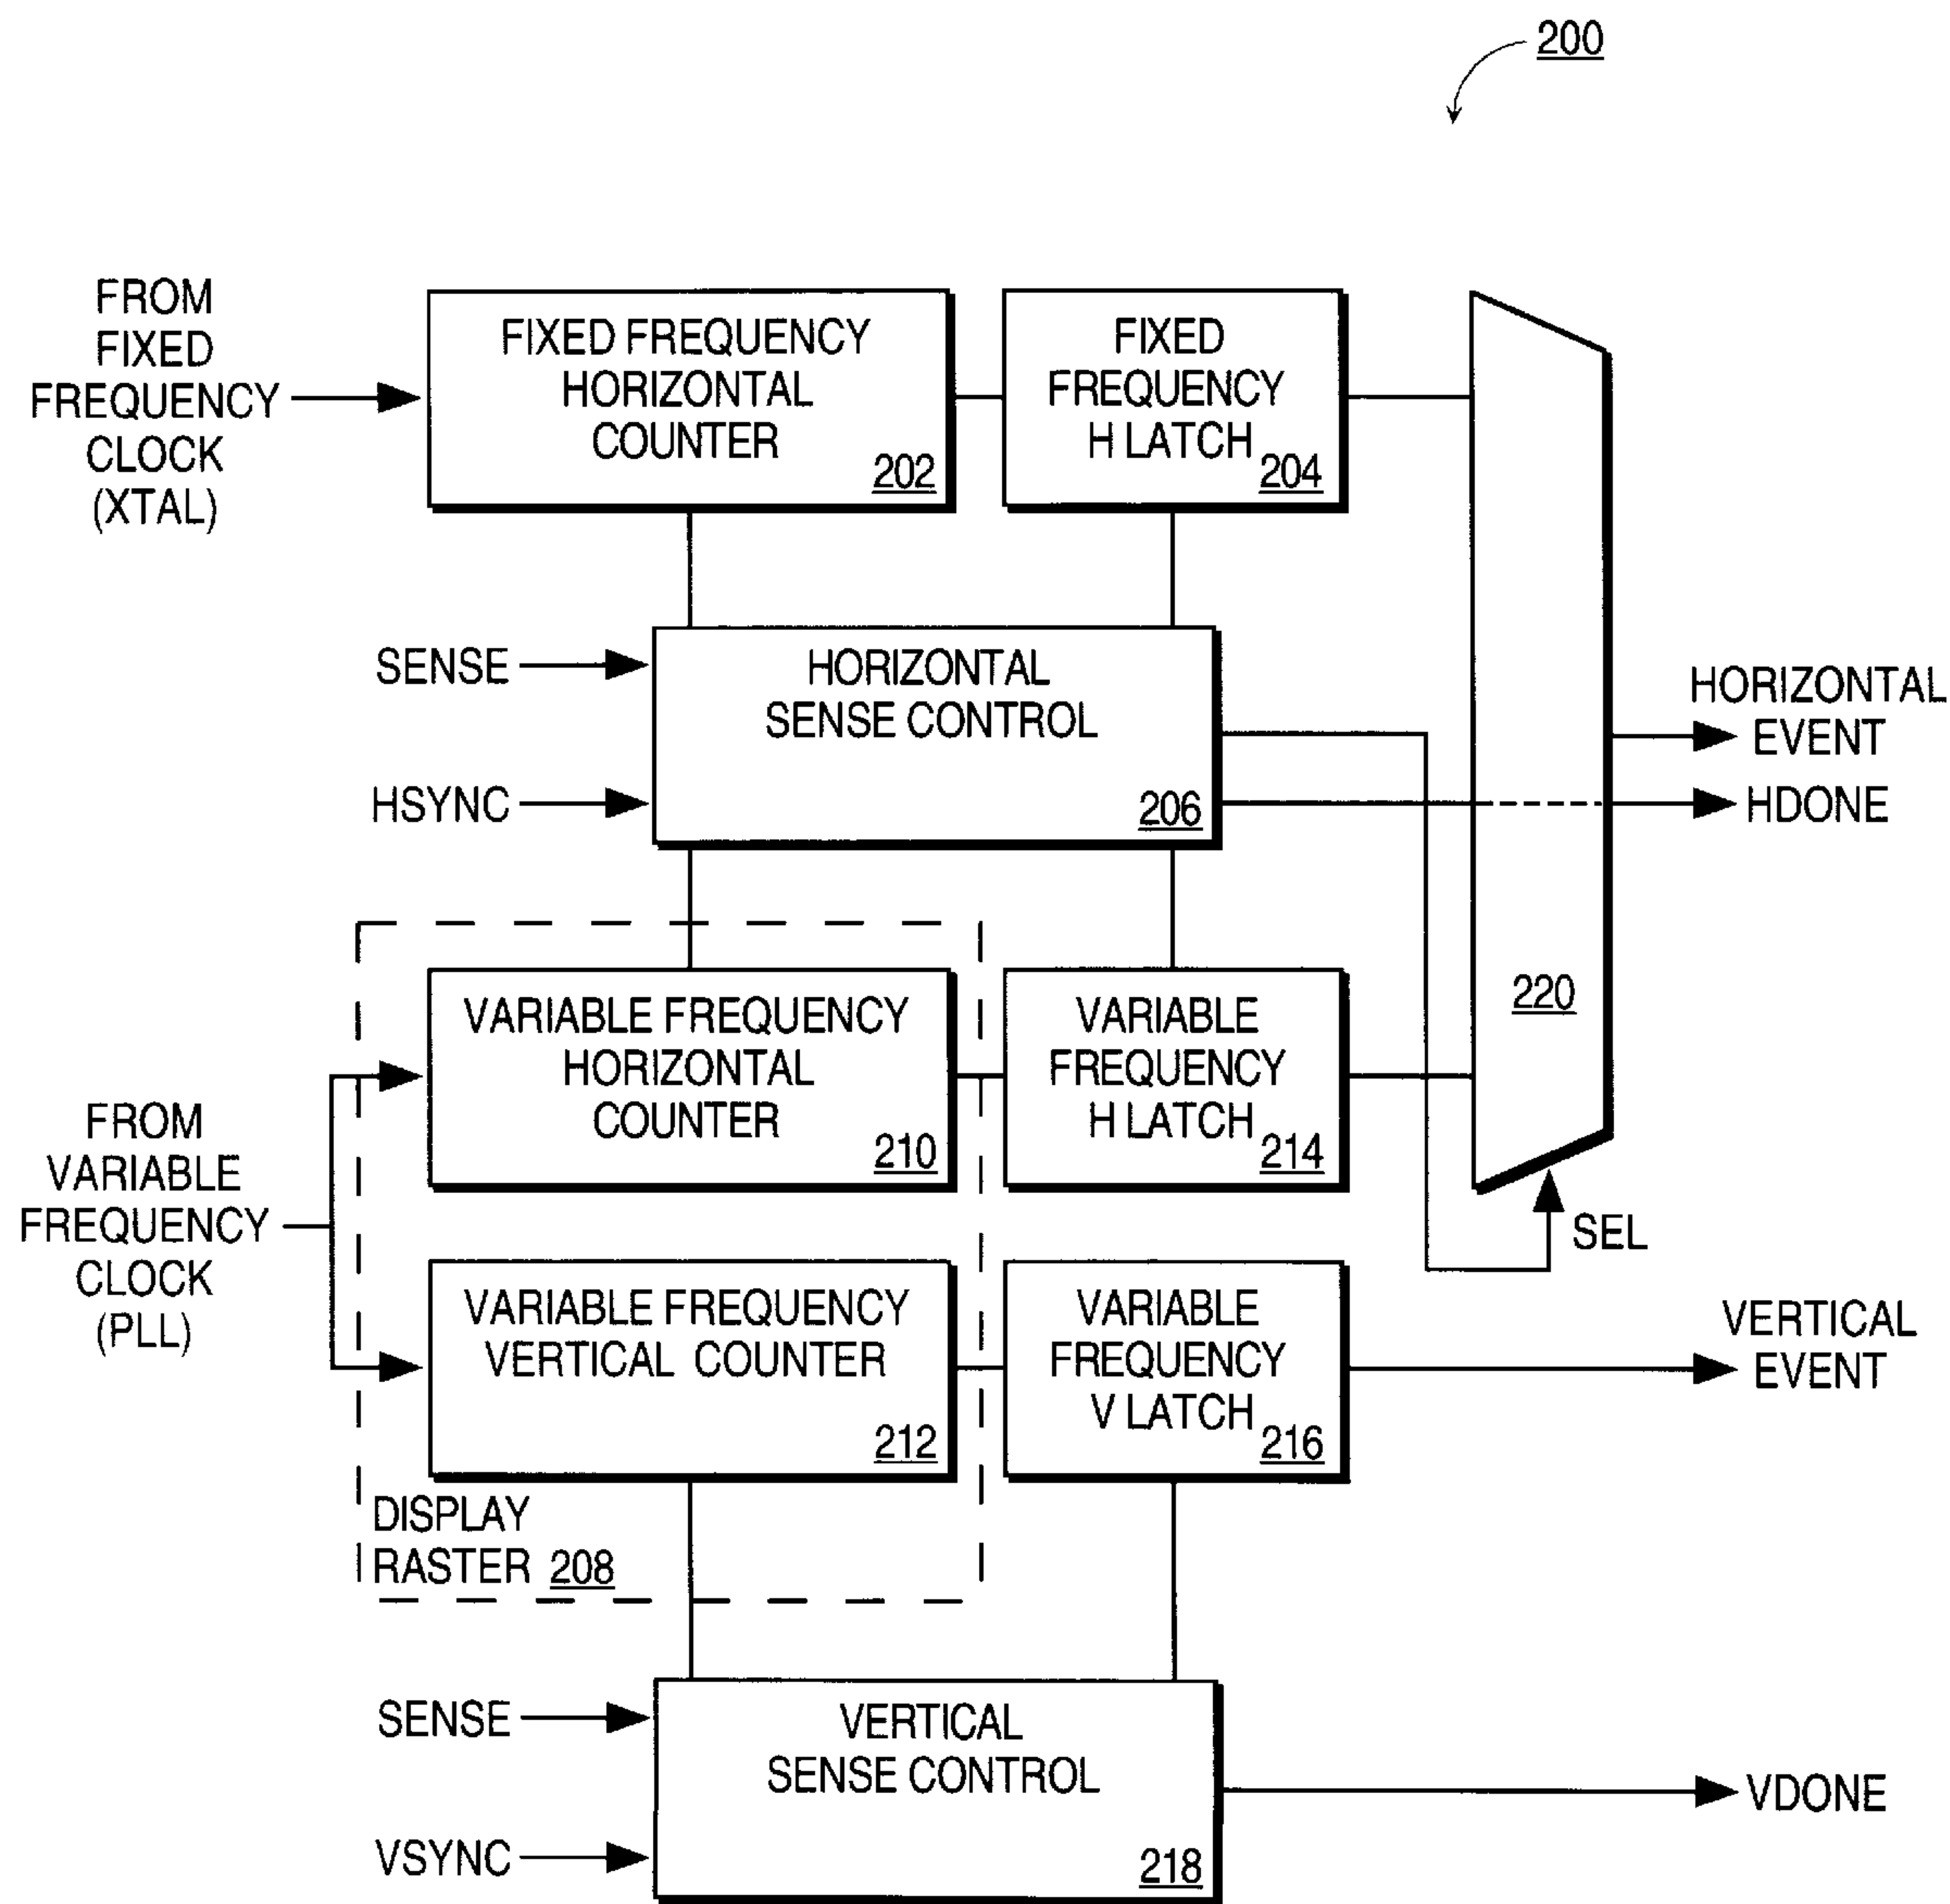 200
FROM
FIXED
FREQUENCY
CLOCK
(XTAL)
FIXED FREQUENCY
HORIZONTAL
COUNTER
202
FIXED
FREQUENCY
H LATCH
204
SENSE
HSYNC
HORIZONTAL
SENSE CONTROL
206
HORIZONTAL
EVENT
HDONE
220
SEL
FROM
VARIABLE
FREQUENCY
CLOCK
(PLL)
VARIABLE FREQUENCY
HORIZONTAL
COUNTER
210
VARIABLE
FREQUENCY
H LATCH
214
VARIABLE FREQUENCY
VERTICAL COUNTER
212
VARIABLE
FREQUENCY
V LATCH
216
VERTICAL
EVENT
DISPLAY
RASTER 208
SENSE
VSYNC
VERTICAL
SENSE CONTROL
218
VDONE